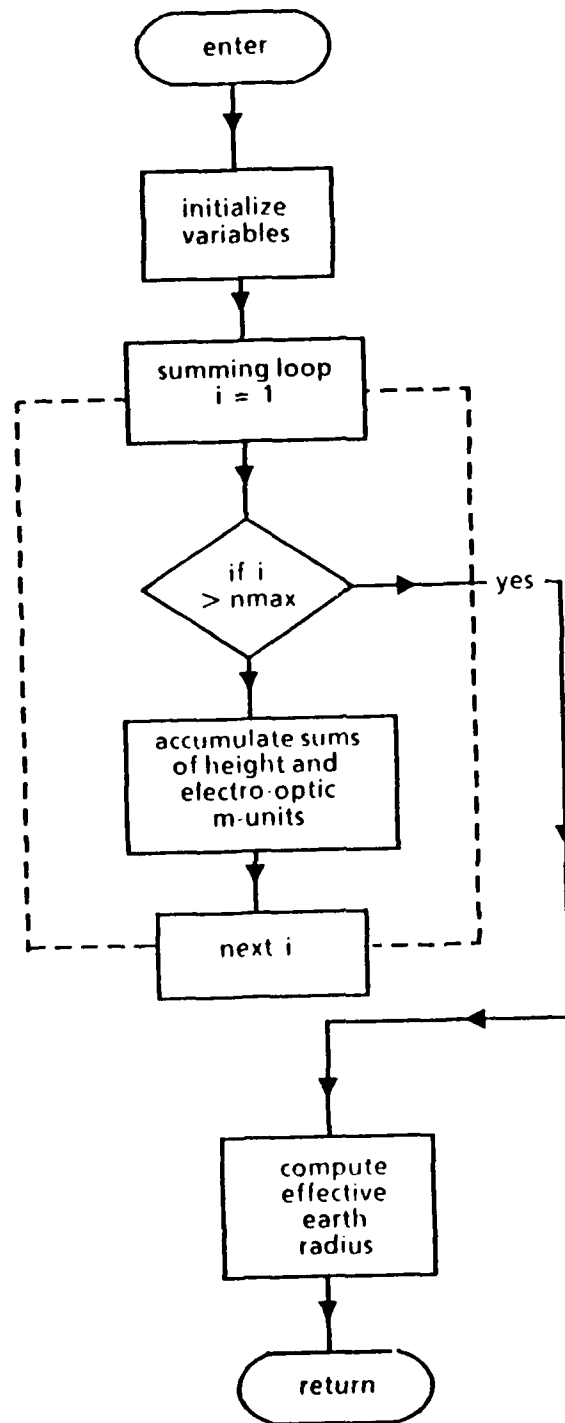 enter
initialize
variables
summing loop
i = 1
if i
> nmax
yes
accumulate sums
of height and
electro-optic
m-units
next i
compute
effective
earth
radius
return